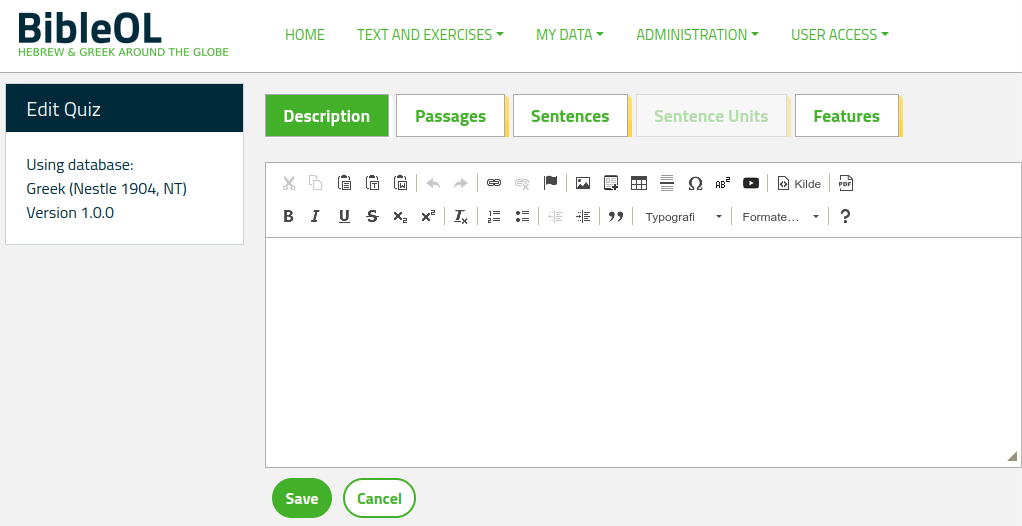 BibleOL
HEBREW & GREEK AROUND THE GLOBE
HOME TEXT AND EXERCISES MY DATA ADMINISTRATION USER ACCESS
Edit Quiz
Using database:
Greek (Nestle 1904, NT)
Version 1.0.0
Description Passages Sentences Sentence Units Features
Kilde
Typografi Formate...
Save Cancel